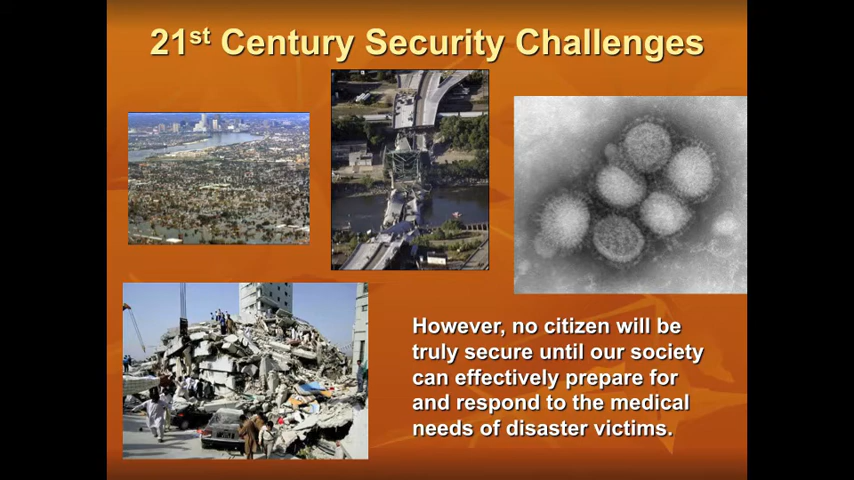 21st Century Security Challenges
However, no citizen will be
truly secure until our society
can effectively prepare for
and respond to the medical
needs of disaster victims.